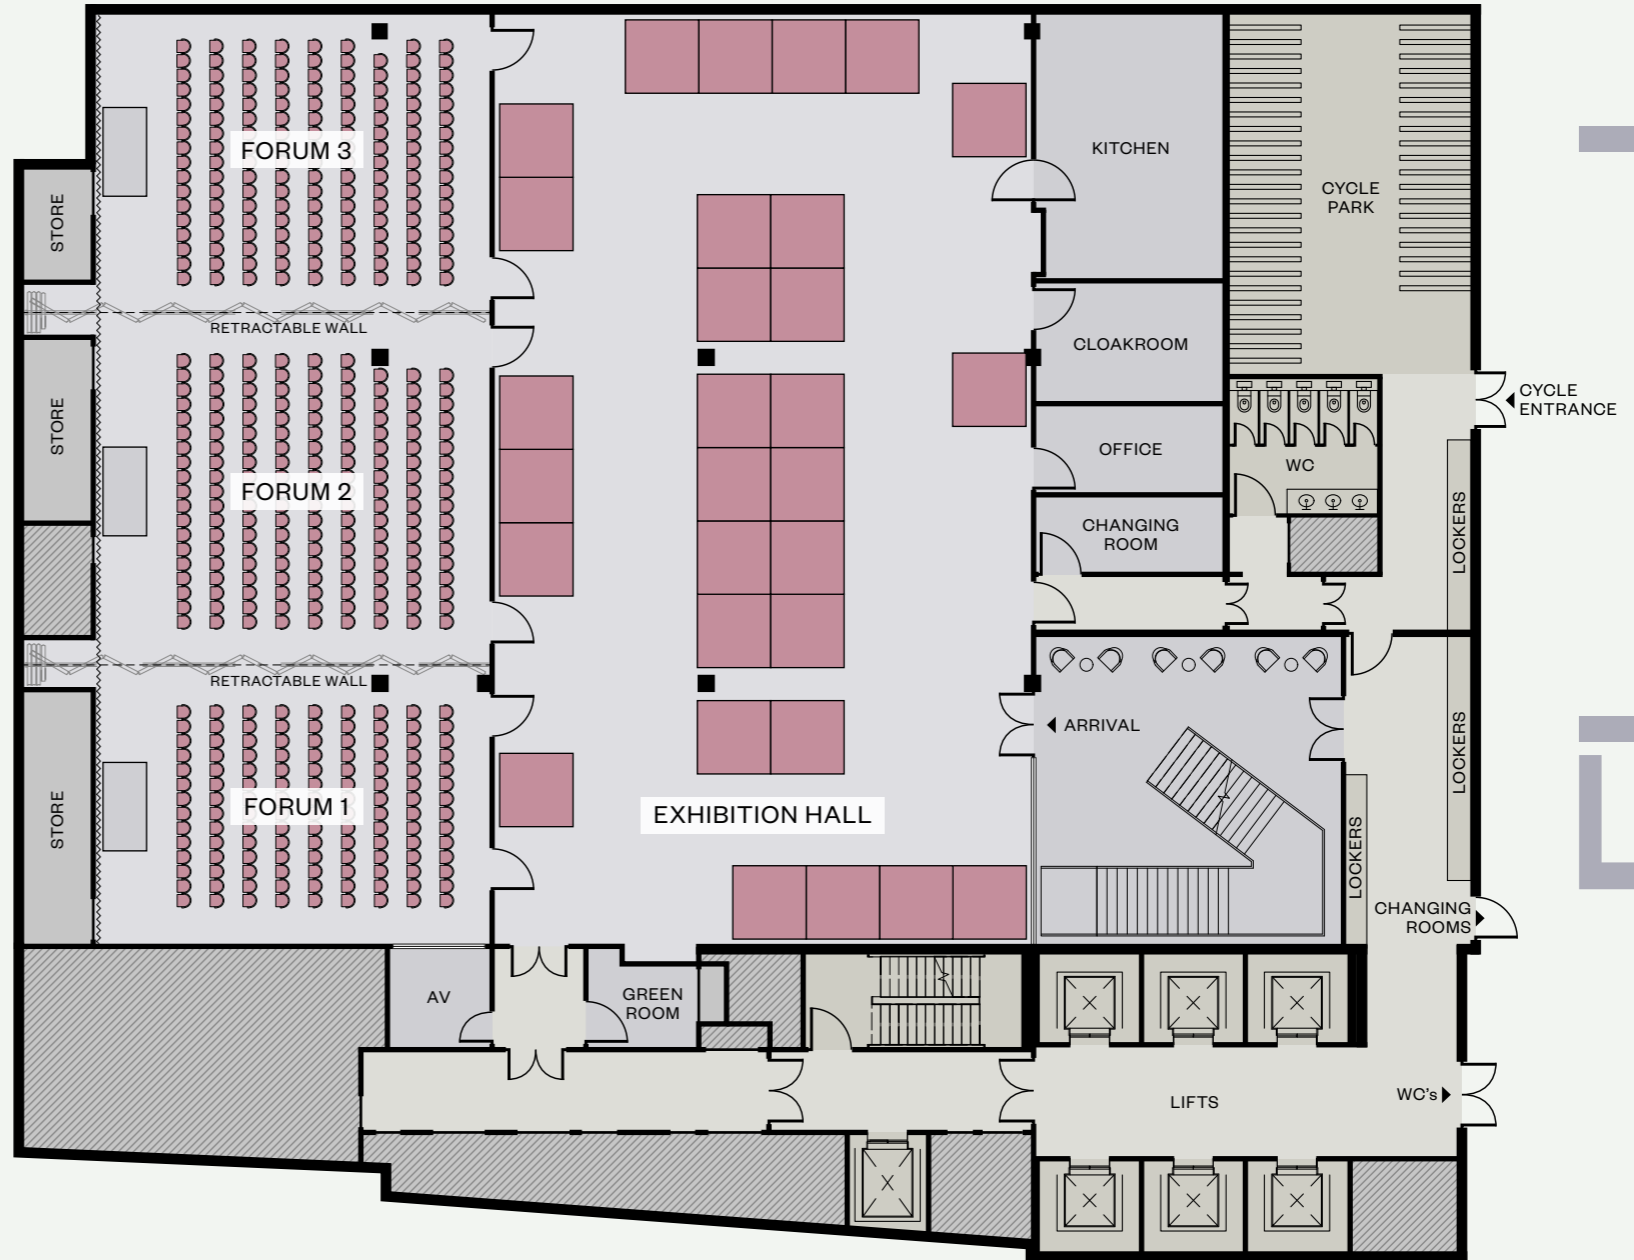 FORUM 3
KITCHEN
CYCLE
PARK
STORE
RETRACTABLE WALL
CLOAKROOM
CYCLE
ENTRANCE
STORE
OFFICE
WC
FORUM 2
CHANGING
ROOM
LOCKERS
RETRACTABLE WALL
ARRIVAL
LOCKERS
FORUM 1
EXHIBITION HALL
STORE
LOCKERS
CHANGING
ROOMS
AV
GREEN
ROOM
LIFTS
WC's